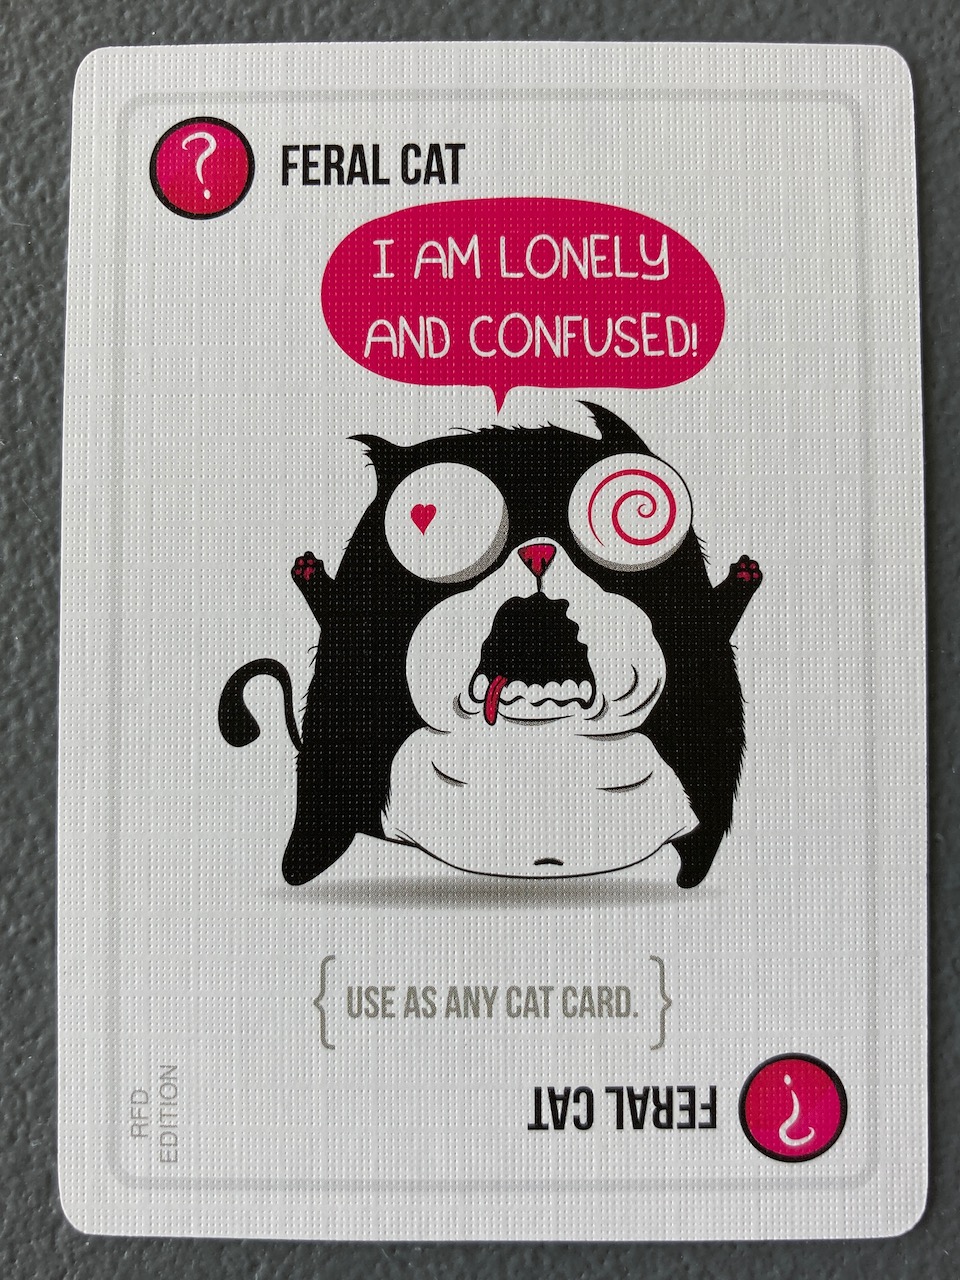 ?
FERAL CAT
I AM LONELY
AND CONFUSED!
{ USE AS ANY CAT CARD. }
RFD
EDITION
FERAL CAT
?